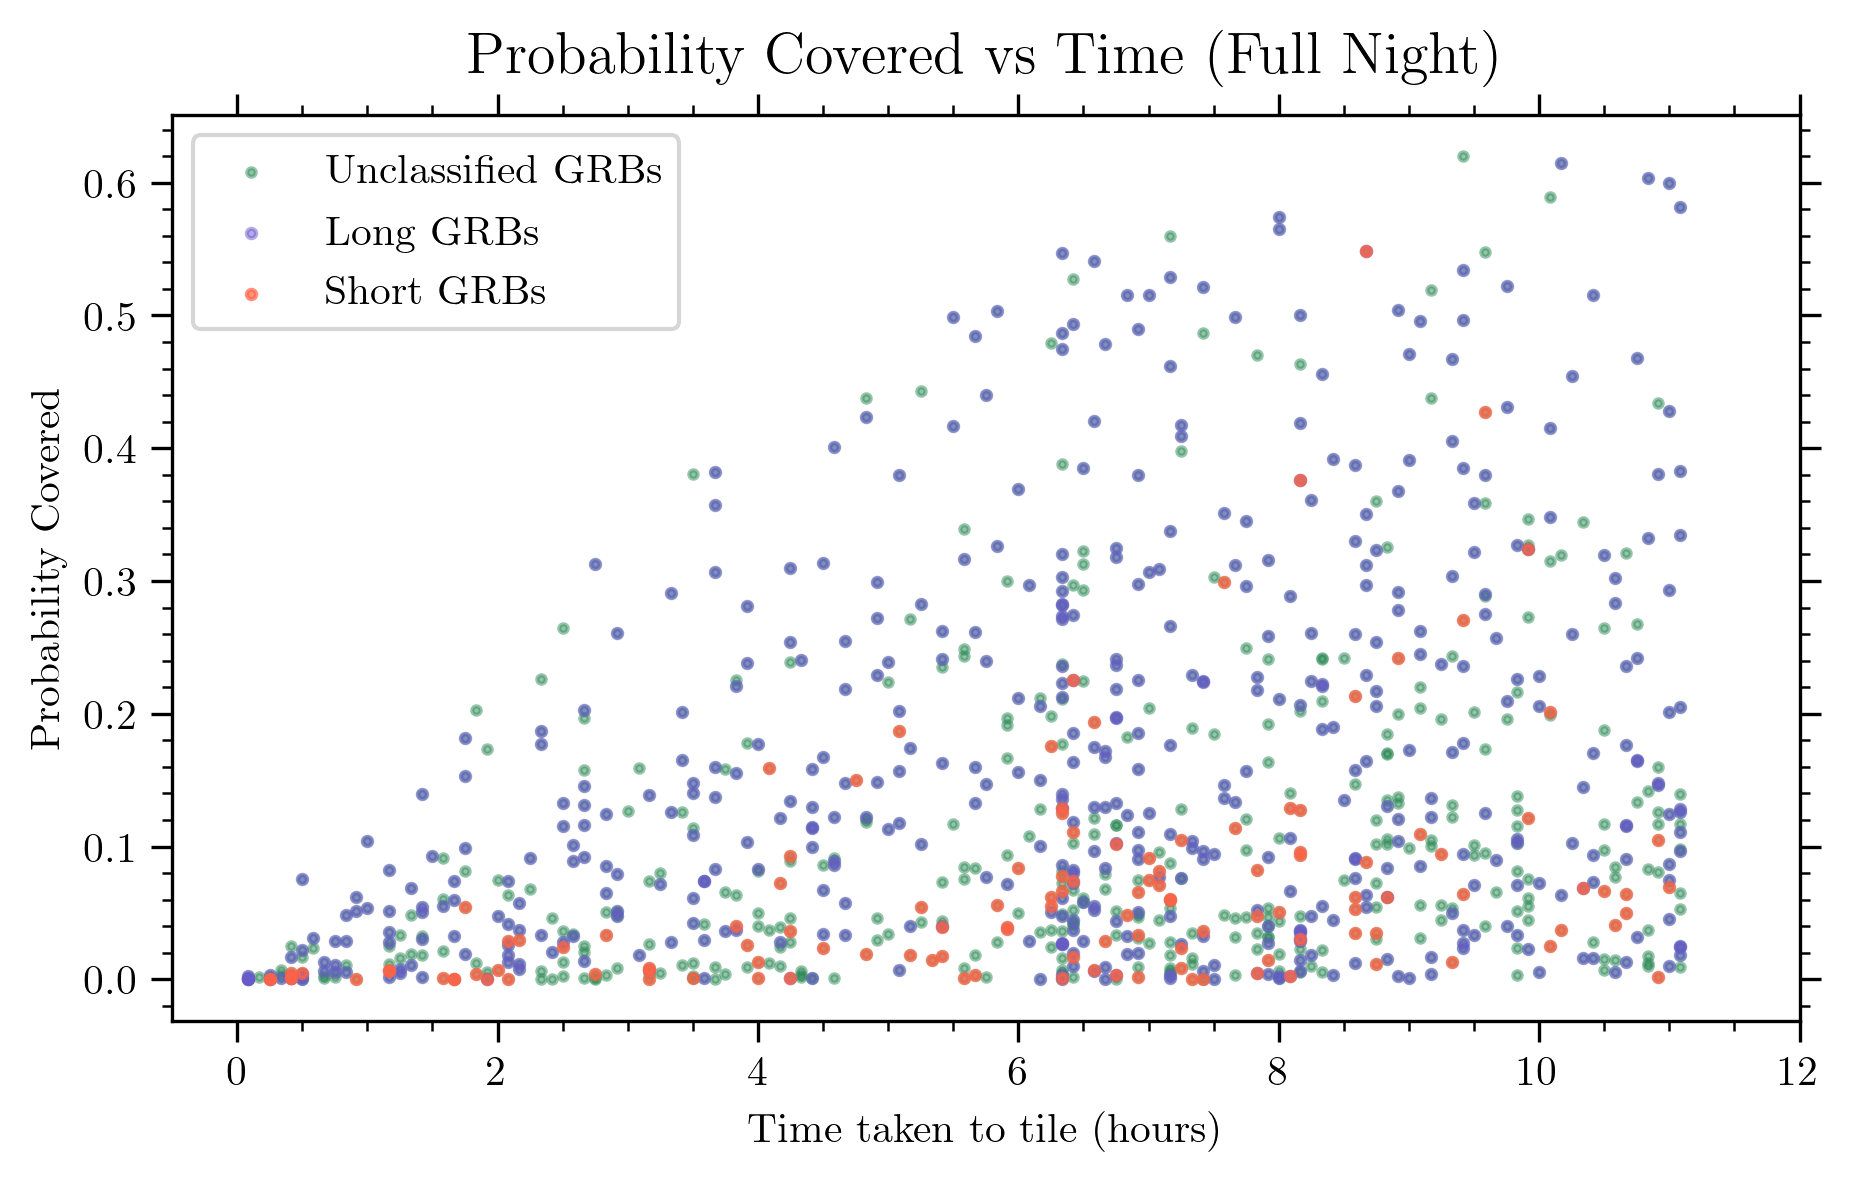 Probability Covered vs Time (Full Night)
Unclassified GRBs
Long GRBs
Short GRBs
0.6
0.5
0.4
0.3
0.2
0.1
0.0
Probability Covered
0 2 4 6 8 10 12
Time taken to tile (hours)